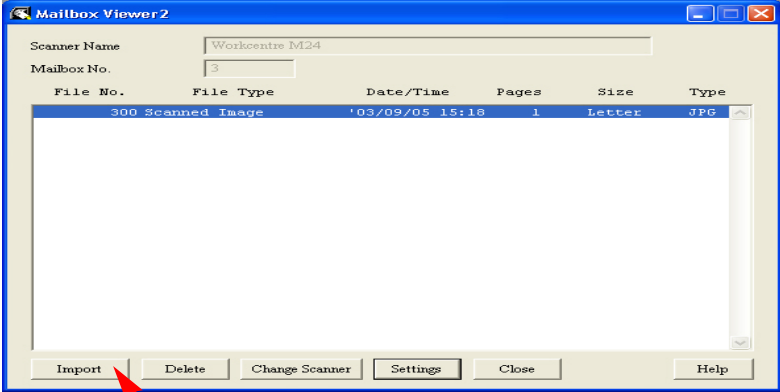 Mailbox Viewer2
Scanner Name Workcentre M24
Mailbox No. 3
File No. File Type Date/Time Pages Size Type
300 Scanned Image '03/09/05 15:18 1 Letter JPG
Import Delete Change Scanner Settings Close Help